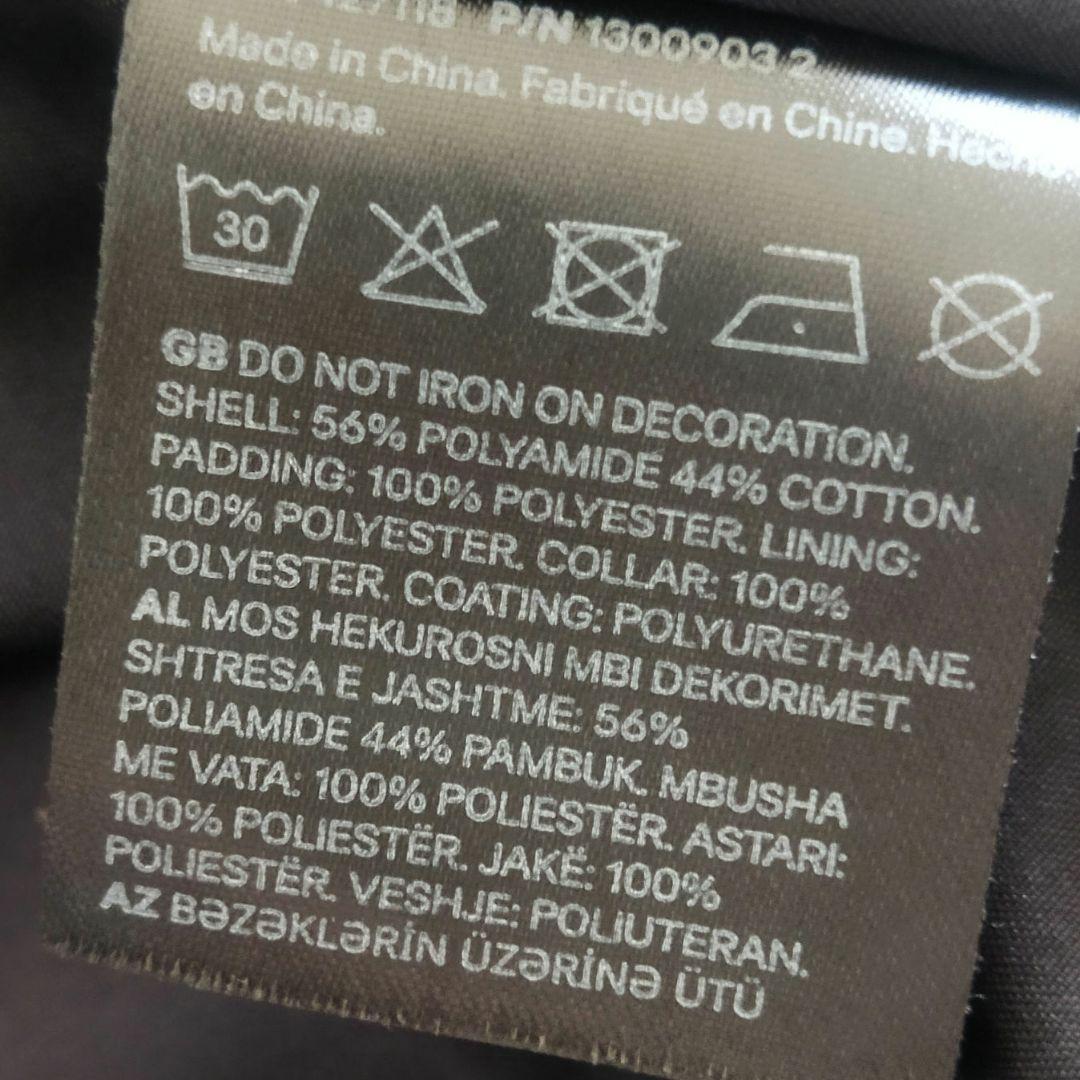 P/N 1300903 2
Made in China. Fabriqué en Chine.
en China.
30
GB DO NOT IRON ON DECORATION.
SHELL: 56% POLYAMIDE 44% COTTON.
PADDING: 100% POLYESTER. LINING:
100% POLYESTER. COLLAR: 100%
POLYESTER. COATING: POLYURETHANE.
AL MOS HEKUROSNI MBI DEKORIMET.
SHTRESA E JASHTME: 56%
POLIAMIDE 44% PAMBUK. MBUSHA
ME VATA: 100% POLIESTËR. ASTARI:
100% POLIESTËR. JAKË: 100%
POLIESTËR. VESHJE: POLIUTERAN.
AZ BƏZƏKLƏRİN ÜZƏRİNƏ ÜTÜ